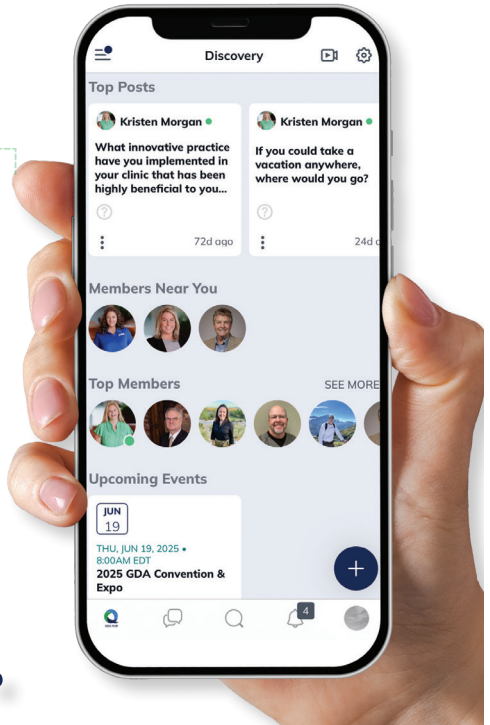 Discovery
Top Posts
Kristen Morgan
What innovative practice
have you implemented in
your clinic that has been
highly beneficial to you...
72d ago
Kristen Morgan
If you could take a
vacation anywhere,
where would you go?
24d
Members Near You
Top Members
SEE MORE
Upcoming Events
JUN
19
THU, JUN 19, 2025 •
8:00AM EDT
2025 GDA Convention &
Expo
+
4